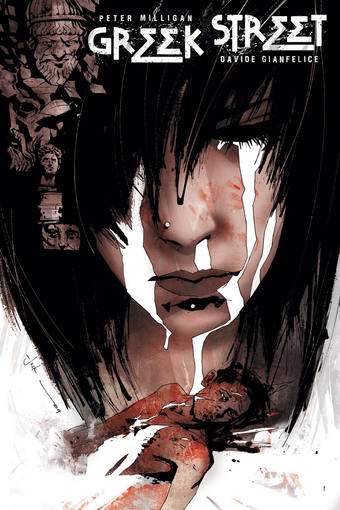 PETER MILLIGAN
GREEK STREET
DAVIDE GIANFELICE